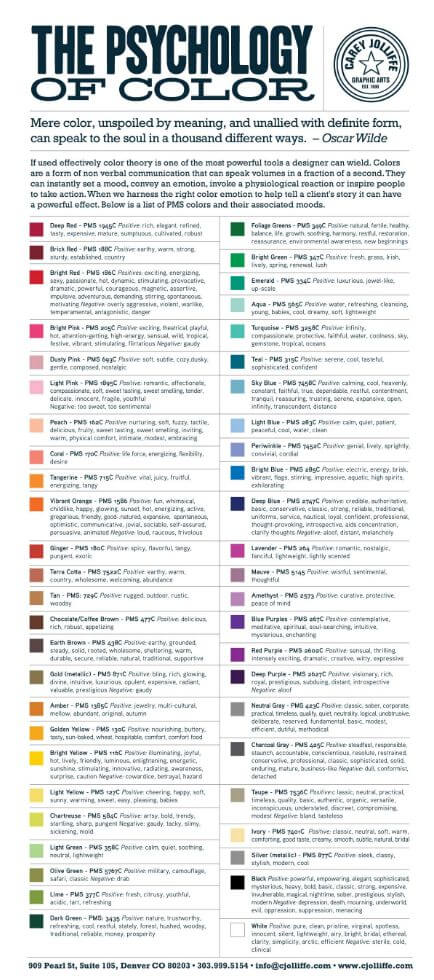 THE PSYCHOLOGY
OF COLOR
CAREY JOLLIFFE
GRAPHIC ARTS
EST. 1996
Mere color, unspoiled by meaning, and unallied with definite form,
can speak to the soul in a thousand different ways. – Oscar Wilde
If used effectively color theory is one of the most powerful tools a designer can wield. Colors
are a form of non verbal communication that can speak volumes in a fraction of a second. They
can instantly set a mood, convey an emotion, invoke a physiological reaction or inspire people
to take action. When we harness the right color emotion to help tell a client's story it can have
a powerful effect. Below is a list of PMS colors and their associated moods.
Deep Red - PMS 1945C Positive: rich, elegant, refined,
tasty, expensive, mature, sumptuous, cultivated, robust
Brick Red - PMS 188C Positive: earthy, warm, strong,
sturdy, established, country
Bright Red - PMS 186C Positives: exciting, energizing,
sexy, passionate, hot, dynamic, stimulating, provocative,
dramatic, powerful, courageous, magnetic, assertive,
impulsive, adventurous, demanding, stirring, spontaneous,
motivating Negative: overly aggressive, violent, warlike,
temperamental, antagonistic, danger
Bright Pink - PMS 205C Positive: exciting, theatrical, playful,
hot, attention-getting, high-energy, sensual, wild, tropical,
festive, vibrant, stimulating, flirtatious Negative: gaudy
Dusty Pink - PMS 693C Positive: soft, subtle, cozy, dusky,
gentle, composed, nostalgic
Light Pink - PMS 1895C Positive: romantic, affectionate,
compassionate, soft, sweet tasting, sweet smelling, tender,
delicate, innocent, fragile, youthful
Negative: too sweet, too sentimental
Peach - PMS 162C Positive: nurturing, soft, fuzzy, tactile,
delicious, fruity, sweet tasting, sweet smelling, inviting,
warm, physical comfort, intimate, modest, embracing
Coral - PMS 170C Positive: life force, energizing, flexibility,
desire
Tangerine - PMS 715C Positive: vital, juicy, fruitful,
energizing, tangy
Vibrant Orange - PMS 1586 Positive: fun, whimsical,
childlike, happy, glowing, sunset, hot, energizing, active,
gregarious, friendly, good-natured, expansive, spontaneous,
optimistic, communicative, jovial, sociable, self-assured,
persuasive, animated Negative: loud, raucous, frivolous
Ginger - PMS 180C Positive: spicy, flavorful, tangy,
pungent, exotic
Terra Cotta - PMS 7522C Positive: earthy, warm,
country, wholesome, welcoming, abundance
Tan - PMS: 729C Positive: rugged, outdoor, rustic,
woodsy
Chocolate/Coffee Brown - PMS 477C Positive: delicious,
rich, robust, appetizing
Earth Brown - PMS 438C Positive: earthy, grounded,
steady, solid, rooted, wholesome, sheltering, warm,
durable, secure, reliable, natural, traditional, supportive
Gold (metallic) - PMS 871C Positive: bling, rich, glowing,
divine, intuitive, luxurious, opulent, expensive, radiant,
valuable, prestigious Negative: gaudy
Amber - PMS 1385C Positive: jewelry, multi-cultural,
mellow, abundant, original, autumn
Golden Yellow - PMS 130C Positive: nourishing, buttery,
tasty, sun-baked, wheat, hospitable, comfort, comfort food
Bright Yellow - PMS 116C Positive: illuminating, joyful,
hot, lively, friendly, luminous, enlightening, energetic,
sunshine, stimulating, innovative, radiating, awareness,
surprise, caution Negative: cowardice, betrayal, hazard
Light Yellow - PMS 127C Positive: cheering, happy, soft,
sunny, warming, sweet, easy, pleasing, babies
Chartreuse - PMS 584C Positive: artsy, bold, trendy,
startling, sharp, pungent Negative: gaudy, tacky, slimy,
sickening, mold
Light Green - PMS 358C Positive: calm, quiet, soothing,
neutral, lightweight
Olive Green - PMS 5767C Positive: military, camouflage,
safari, classic Negative: drab
Lime - PMS 377C Positive: fresh, citrusy, youthful,
acidic, tart, refreshing
Dark Green - PMS: 3435 Positive: nature, trustworthy,
refreshing, cool, restful, stately, forest, hushed, woodsy,
traditional, reliable, money, prosperity
Foliage Greens - PMS 349C Positive: natural, fertile, healthy,
balance, life, growth, soothing, harmony, restful, restoration,
reassurance, environmental awareness, new beginnings
Bright Green - PMS 347C Positive: fresh, grass, Irish,
lively, spring, renewal, lush
Emerald - PMS 334C Positive: luxurious, jewel-like,
up-scale
Aqua - PMS 565C Positive: water, refreshing, cleansing,
young, babies, cool, dreamy, soft, lightweight
Turquoise - PMS 3258C Positive: infinity,
compassionate, protective, faithful, water, coolness, sky,
gemstone, tropical, oceans
Teal - PMS 315C Positive: serene, cool, tasteful,
sophisticated, confident
Sky Blue - PMS 7458C Positive: calming, cool, heavenly,
constant, faithful, true, dependable, restful, contentment,
tranquil, reassuring, trusting, serene, expansive, open,
infinity, transcendent, distance
Light Blue - PMS 283C Positive: calm, quiet, patient,
peaceful, cool, water, clean
Periwinkle - PMS 7452C Positive: genial, lively, sprightly,
convivial, cordial
Bright Blue - PMS 285C Positive: electric, energy, brisk,
vibrant, flags, stirring, impressive, aquatic, high spirits,
exhilarating
Deep Blue - PMS 2747C Positive: credible, authoritative,
basic, conservative, classic, strong, reliable, traditional,
uniforms, service, nautical, loyal, confident, professional,
thought-provoking, introspective, aids concentration,
clarity thoughts Negative: aloof, distant, melancholy
Lavender - PMS 264 Positive: romantic, nostalgic,
fanciful, lightweight, lightly scented
Mauve - PMS 5145 Positive: wistful, sentimental,
thoughtful
Amethyst - PMS 2573 Positive: curative, protective,
peace of mind
Blue Purples - PMS 267C Positive: contemplative,
meditative, spiritual, soul-searching, intuitive,
mysterious, enchanting
Red Purple - PMS 2602C Positive: sensual, thrilling,
intensely exciting, dramatic, creative, witty, expressive
Deep Purple - PMS 2627C Positive: visionary, rich,
royal, prestigious, subduing, distant, introspective
Negative: aloof
Neutral Gray - PMS 423C Positive: classic, sober, corporate,
practical, timeless, quality, quiet, neutrality, logical, unobtrusive,
deliberate, reserved, fundamental, basic, modest,
efficient, dutiful, methodical
Charcoal Gray - PMS 425C Positive: steadfast, responsible,
staunch, accountable, conscientious, resolute, restrained,
conservative, professional, classic, sophisticated, solid,
enduring, mature, business-like Negative: dull, conformist,
detached
Taupe - PMS 7536C Positive: classic, neutral, practical,
timeless, quality, basic, authentic, organic, versatile,
inconspicuous, understated, discreet, compromising,
modest Negative: bland, tasteless
Ivory - PMS 7401C Positive: classic, neutral, soft, warm,
comforting, good taste, creamy, smooth, subtle, natural, bridal
Silver (metallic) - PMS 877C Positive: sleek, classy,
stylish, modern, cool
Black Positive: powerful, empowering, elegant, sophisticated,
mysterious, heavy, bold, basic, classic, strong, expensive,
invulnerable, magical, nighttime, sober, prestigious, stylish,
modern Negative: depression, death, mourning, underworld,
evil, oppression, suppression, menacing
White Positive: pure, clean, pristine, virginal, spotless,
innocent, silent, lightweight, airy, bright, bridal, ethereal,
clarity, simplicity, arctic, efficient Negative: sterile, cold,
clinical
909 Pearl St, Suite 105, Denver CO 80203 • 303.999.5154 • info@cjolliffe.com • www.cjolliffe.com